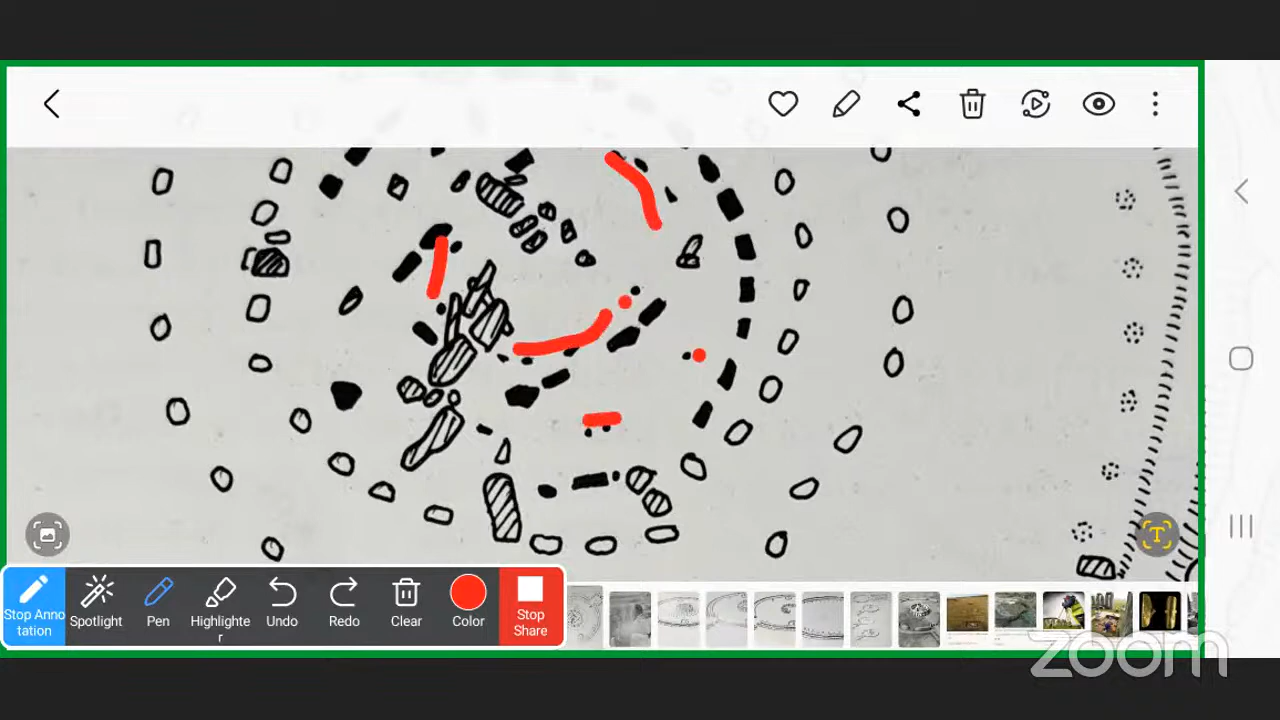 Stop Anno
tation
Spotlight
Pen
Highlighte
r
Undo
Redo
Clear
Color
Stop
Share
T
zoom